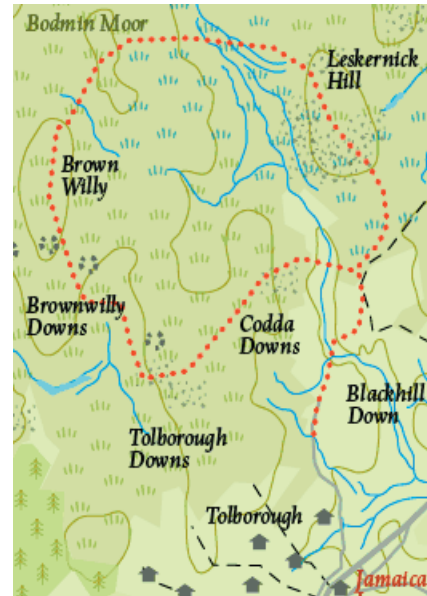 Bodmin Moor
Leskernick
Hill
Brown
Willy
Brownwilly
Downs
Codda
Downs
Blackhill
Down
Tolborough
Downs
Tolborough
Jamaica